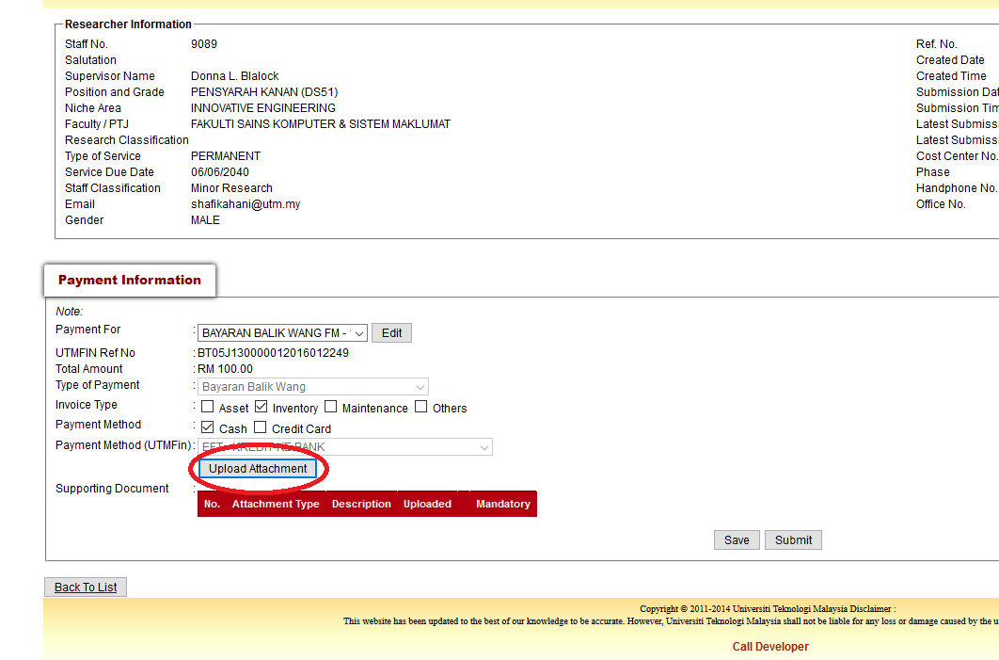 Researcher Information
Staff No. 9089
Salutation
Supervisor Name Donna L. Blalock
Position and Grade PENSYARAH KANAN (DS51)
Niche Area INNOVATIVE ENGINEERING
Faculty / PTJ FAKULTI SAINS KOMPUTER & SISTEM MAKLUMAT
Research Classification
Type of Service PERMANENT
Service Due Date 06/06/2040
Staff Classification Minor Research
Email shafikahani@utm.my
Gender MALE
Ref. No.
Created Date
Created Time
Submission Dat
Submission Tim
Latest Submiss
Latest Submiss
Cost Center No.
Phase
Handphone No.
Office No.
Payment Information
Note:
Payment For : BAYARAN BALIK WANG FM - Edit
UTMFIN Ref No : BT05J130000012016012249
Total Amount : RM 100.00
Type of Payment : Bayaran Balik Wang
Invoice Type : Asset Inventory Maintenance Others
Payment Method : Cash Credit Card
Payment Method (UTMFin) : EFT - KREDIT KE BANK
Upload Attachment
Supporting Document :
No. Attachment Type Description Uploaded Mandatory
Save Submit
Back To List
Copyright © 2011-2014 Universiti Teknologi Malaysia Disclaimer :
This website has been updated to the best of our knowledge to be accurate. However, Universiti Teknologi Malaysia shall not be liable for any loss or damage caused by the u
Call Developer